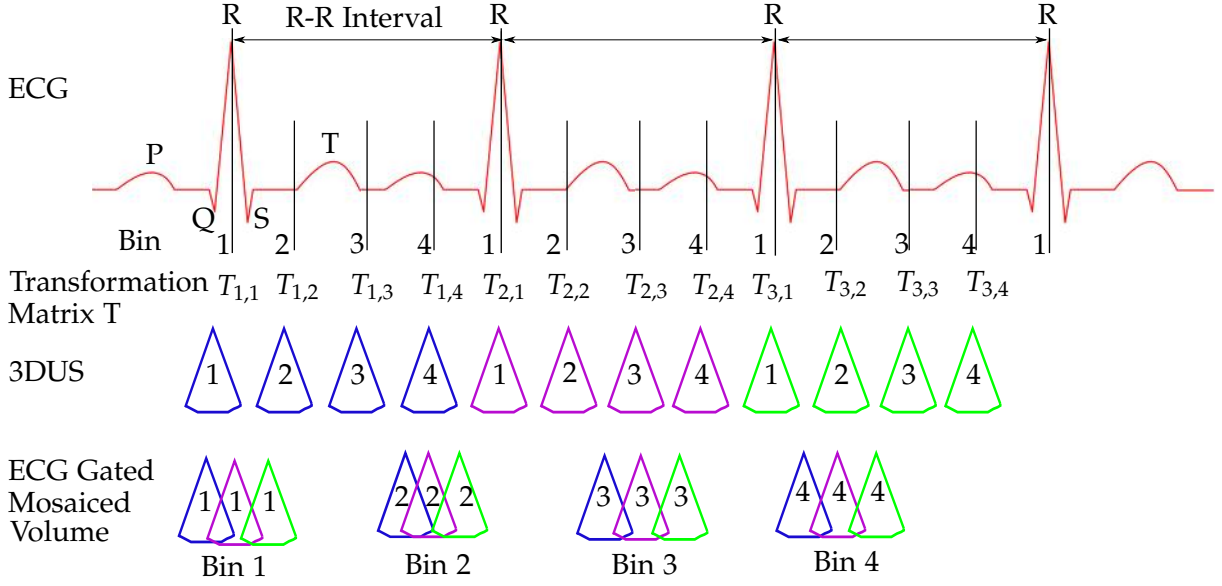 R R R R
R-R Interval
ECG
P T
Q S
Bin 1 2 3 4 1 2 3 4 1 2 3 4 1
Transformation
Matrix T
T1,1 T1,2 T1,3 T1,4 T2,1 T2,2 T2,3 T2,4 T3,1 T3,2 T3,3 T3,4
3DUS 1 2 3 4 1 2 3 4 1 2 3 4
ECG Gated
Mosaiced
Volume
1 1 1 2 2 2 3 3 3 4 4 4
Bin 1 Bin 2 Bin 3 Bin 4